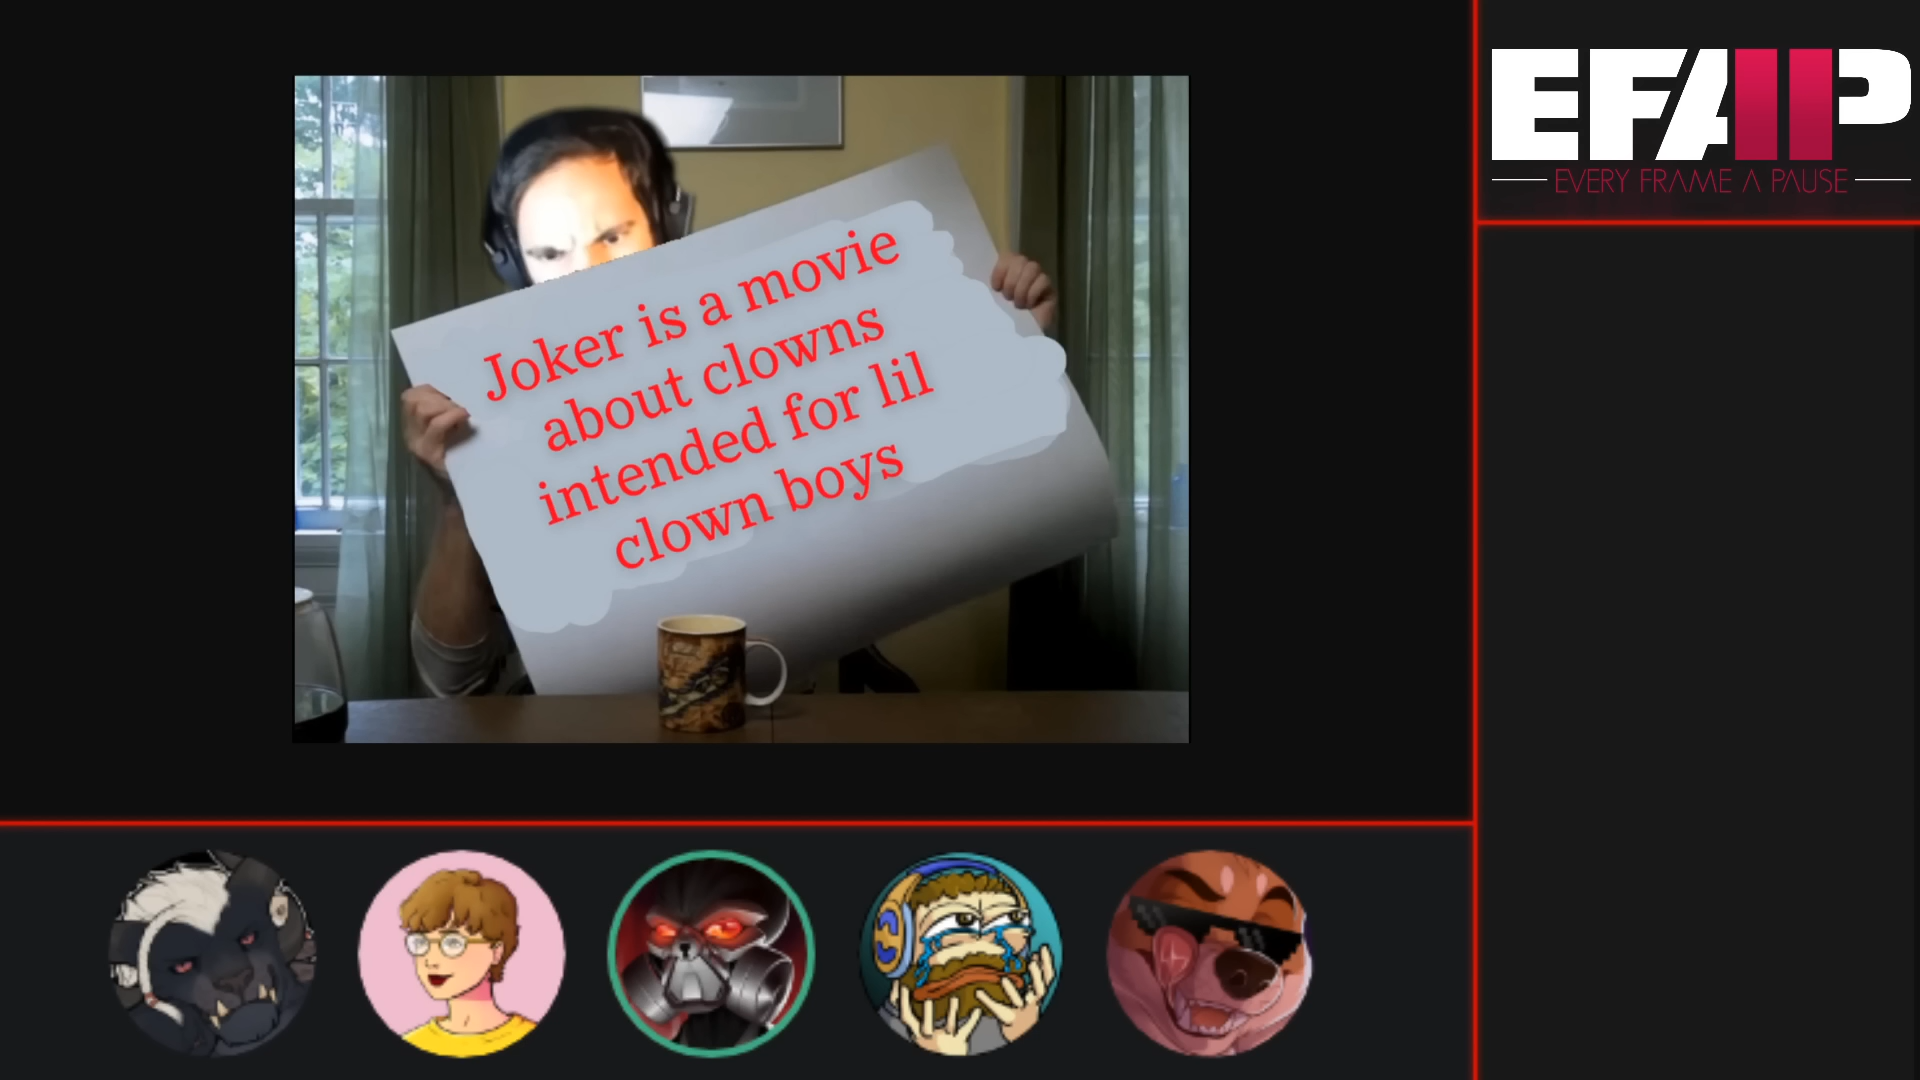 Joker is a movie
about clowns
intended for lil
clown boys
EFAP
EVERY FRAME A PAUSE